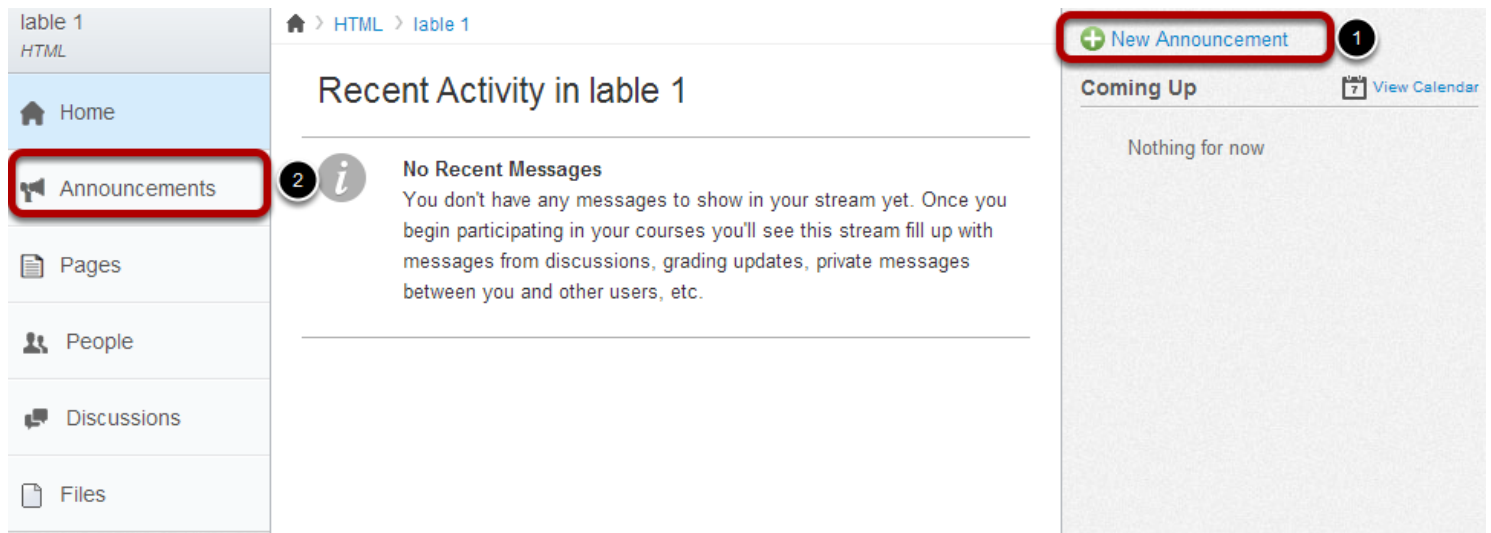 lable 1
HTML
Home
Announcements
2
Pages
People
Discussions
Files
HTML lable 1
Recent Activity in lable 1
i
No Recent Messages
You don't have any messages to show in your stream yet. Once you
begin participating in your courses you'll see this stream fill up with
messages from discussions, grading updates, private messages
between you and other users, etc.
New Announcement
1
Coming Up
7
View Calendar
Nothing for now